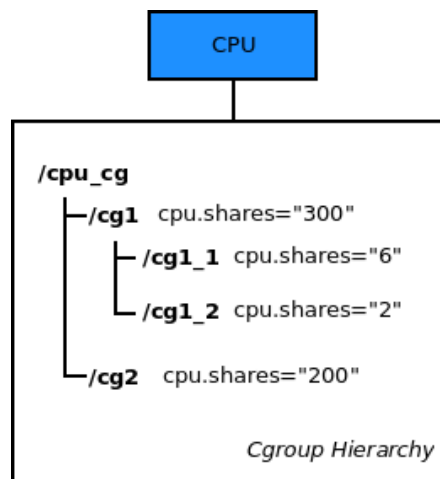 CPU
/cpu_cg
/cg1 cpu.shares="300"
/cg1_1 cpu.shares="6"
/cg1_2 cpu.shares="2"
/cg2 cpu.shares="200"
Cgroup Hierarchy